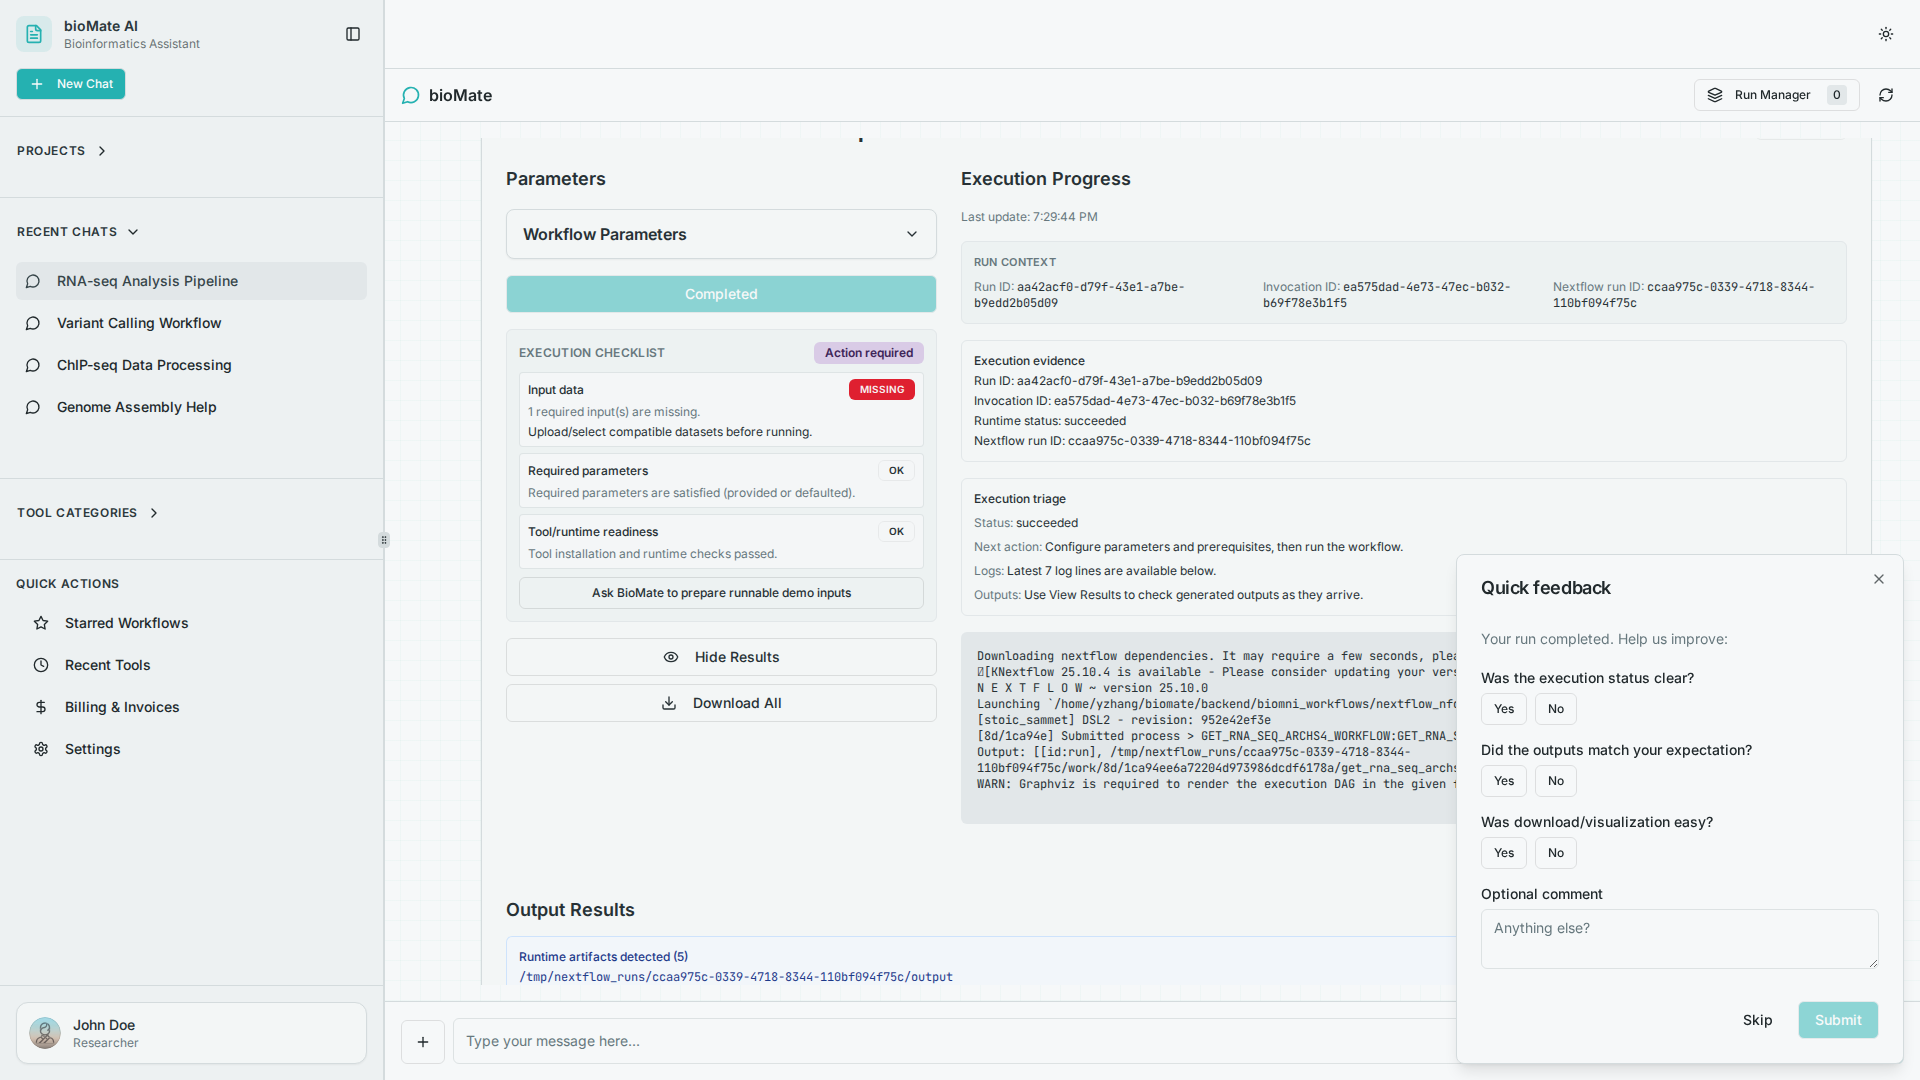 bioMate AI
Bioinformatics Assistant
New Chat
PROJECTS
RECENT CHATS
RNA-seq Analysis Pipeline
Variant Calling Workflow
ChIP-seq Data Processing
Genome Assembly Help
TOOL CATEGORIES
QUICK ACTIONS
Starred Workflows
Recent Tools
Billing & Invoices
Settings
John Doe
Researcher
bioMate
Run Manager 0
Parameters
Workflow Parameters
Completed
EXECUTION CHECKLIST
Action required
Input data
MISSING
1 required input(s) are missing.
Upload/select compatible datasets before running.
Required parameters
OK
Required parameters are satisfied (provided or defaulted).
Tool/runtime readiness
OK
Tool installation and runtime checks passed.
Ask BioMate to prepare runnable demo inputs
Hide Results
Download All
Execution Progress
Last update: 7:29:44 PM
RUN CONTEXT
Run ID: aa42acf0-d79f-43e1-a7be-
b9edd2b05d09
Invocation ID: ea575dad-4e73-47ec-b032-
b69f78e3b1f5
Nextflow run ID: ccaa975c-0339-4718-8344-
110bf094f75c
Execution evidence
Run ID: aa42acf0-d79f-43e1-a7be-b9edd2b05d09
Invocation ID: ea575dad-4e73-47ec-b032-b69f78e3b1f5
Runtime status: succeeded
Nextflow run ID: ccaa975c-0339-4718-8344-110bf094f75c
Execution triage
Status: succeeded
Next action: Configure parameters and prerequisites, then run the workflow.
Logs: Latest 7 log lines are available below.
Outputs: Use View Results to check generated outputs as they arrive.
Downloading nextflow dependencies. It may require a few seconds, plea
[KNextflow 25.10.4 is available - Please consider updating your vers
N E X T F L O W ~ version 25.10.0
Launching `/home/yzhang/biomate/backend/biomni_workflows/nextflow_nfc
[stoic_sammet] DSL2 - revision: 952e42ef3e
[8d/1ca94e] Submitted process > GET_RNA_SEQ_ARCHS4_WORKFLOW:GET_RNA_S
Output: [[id:run], /tmp/nextflow_runs/ccaa975c-0339-4718-8344-
110bf094f75c/work/8d/1ca94ee6a72204d973986dcdf6178a/get_rna_seq_archs
WARN: Graphviz is required to render the execution DAG in the given
Output Results
Runtime artifacts detected (5)
/tmp/nextflow_runs/ccaa975c-0339-4718-8344-110bf094f75c/output
Type your message here...
Quick feedback
Your run completed. Help us improve:
Was the execution status clear?
Yes No
Did the outputs match your expectation?
Yes No
Was download/visualization easy?
Yes No
Optional comment
Anything else?
Skip Submit